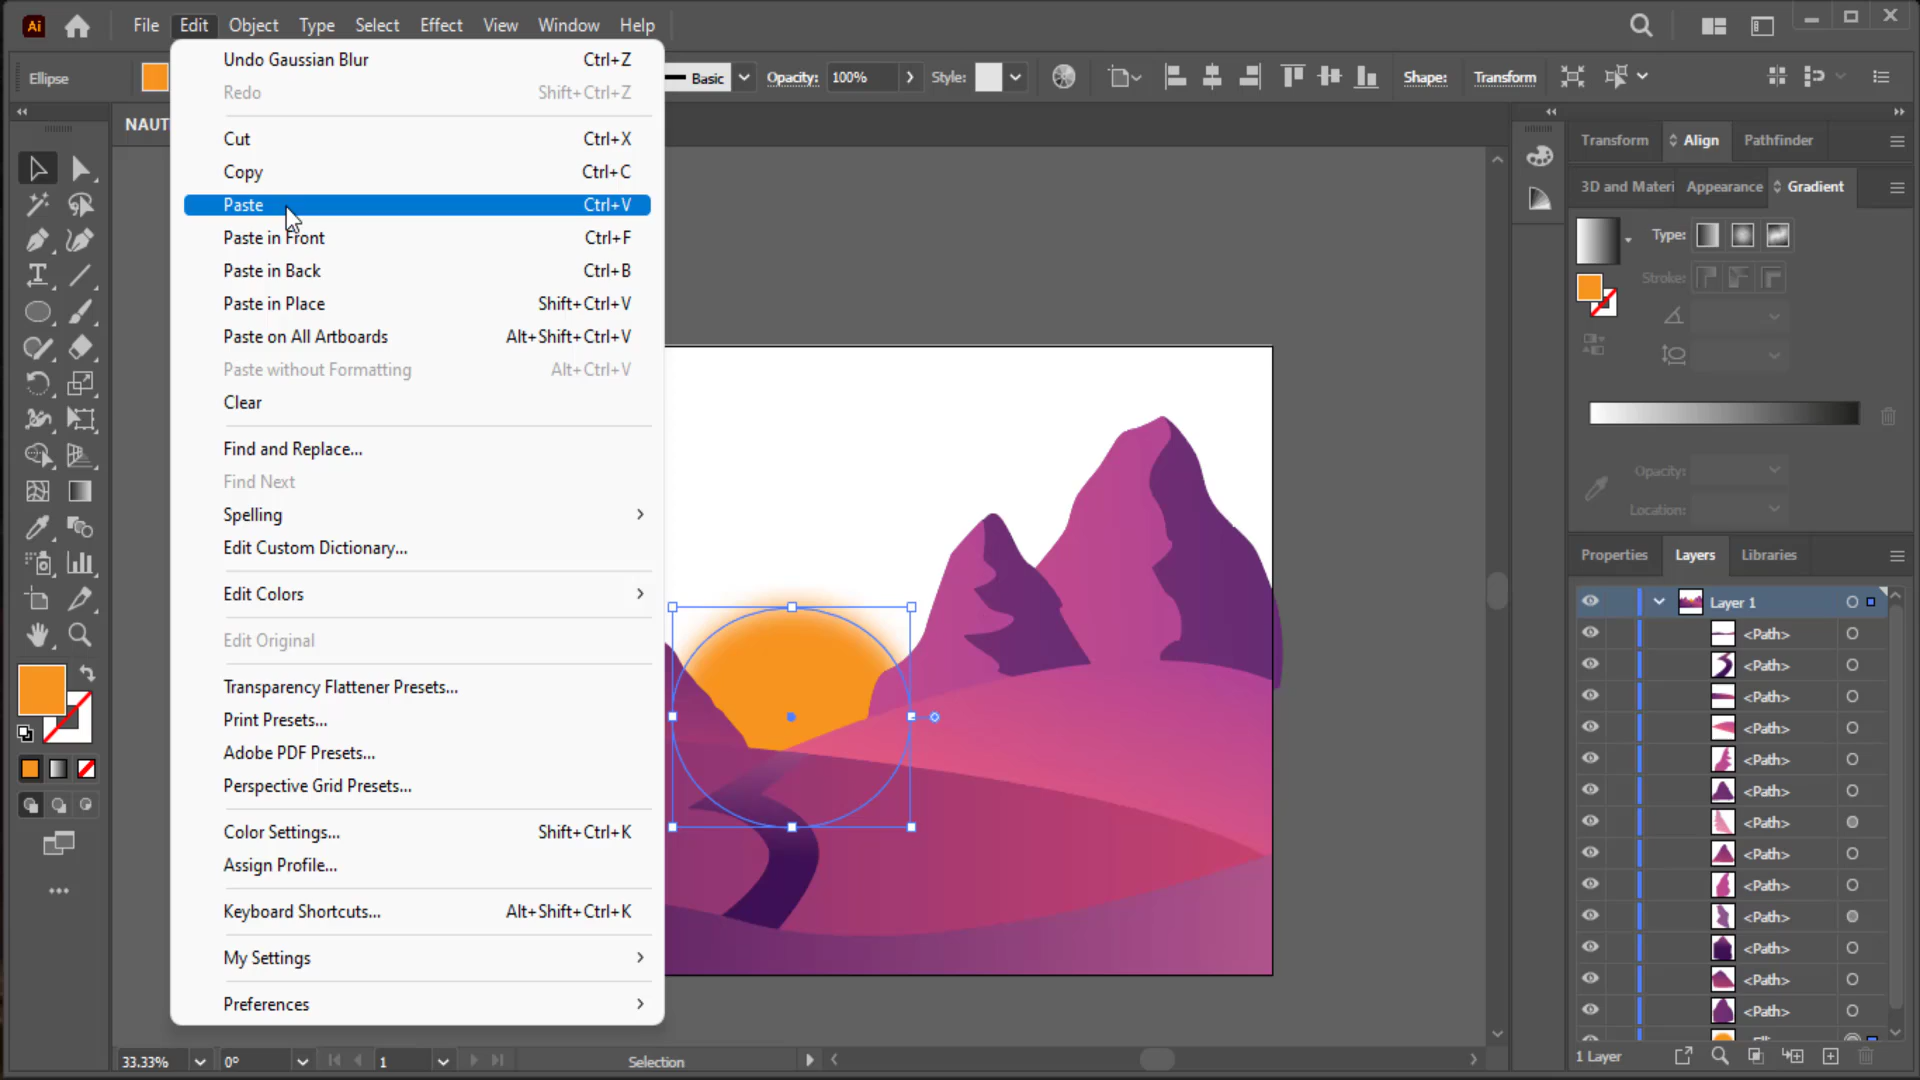 Ai File Edit Object Type Select Effect View Window Help
Ellipse Basic Opacity: 100% Style: Shape: Transform
NAUT
Undo Gaussian Blur Ctrl+Z
Redo Shift+Ctrl+Z
Cut Ctrl+X
Copy Ctrl+C
Paste Ctrl+V
Paste in Front Ctrl+F
Paste in Back Ctrl+B
Paste in Place Shift+Ctrl+V
Paste on All Artboards Alt+Shift+Ctrl+V
Paste without Formatting Alt+Ctrl+V
Clear
Find and Replace...
Find Next
Spelling
Edit Custom Dictionary...
Edit Colors
Edit Original
Transparency Flattener Presets...
Print Presets...
Adobe PDF Presets...
Perspective Grid Presets...
Color Settings... Shift+Ctrl+K
Assign Profile...
Keyboard Shortcuts... Alt+Shift+Ctrl+K
My Settings
Preferences
Transform Align Pathfinder
3D and Materi Appearance Gradient
Type:
Stroke:
Opacity:
Location:
Properties Layers Libraries
Layer 1
<Path>
<Path>
<Path>
<Path>
<Path>
<Path>
<Path>
<Path>
<Path>
<Path>
<Path>
<Path>
<Path>
1 Layer
33.33% 0° 1 Selection